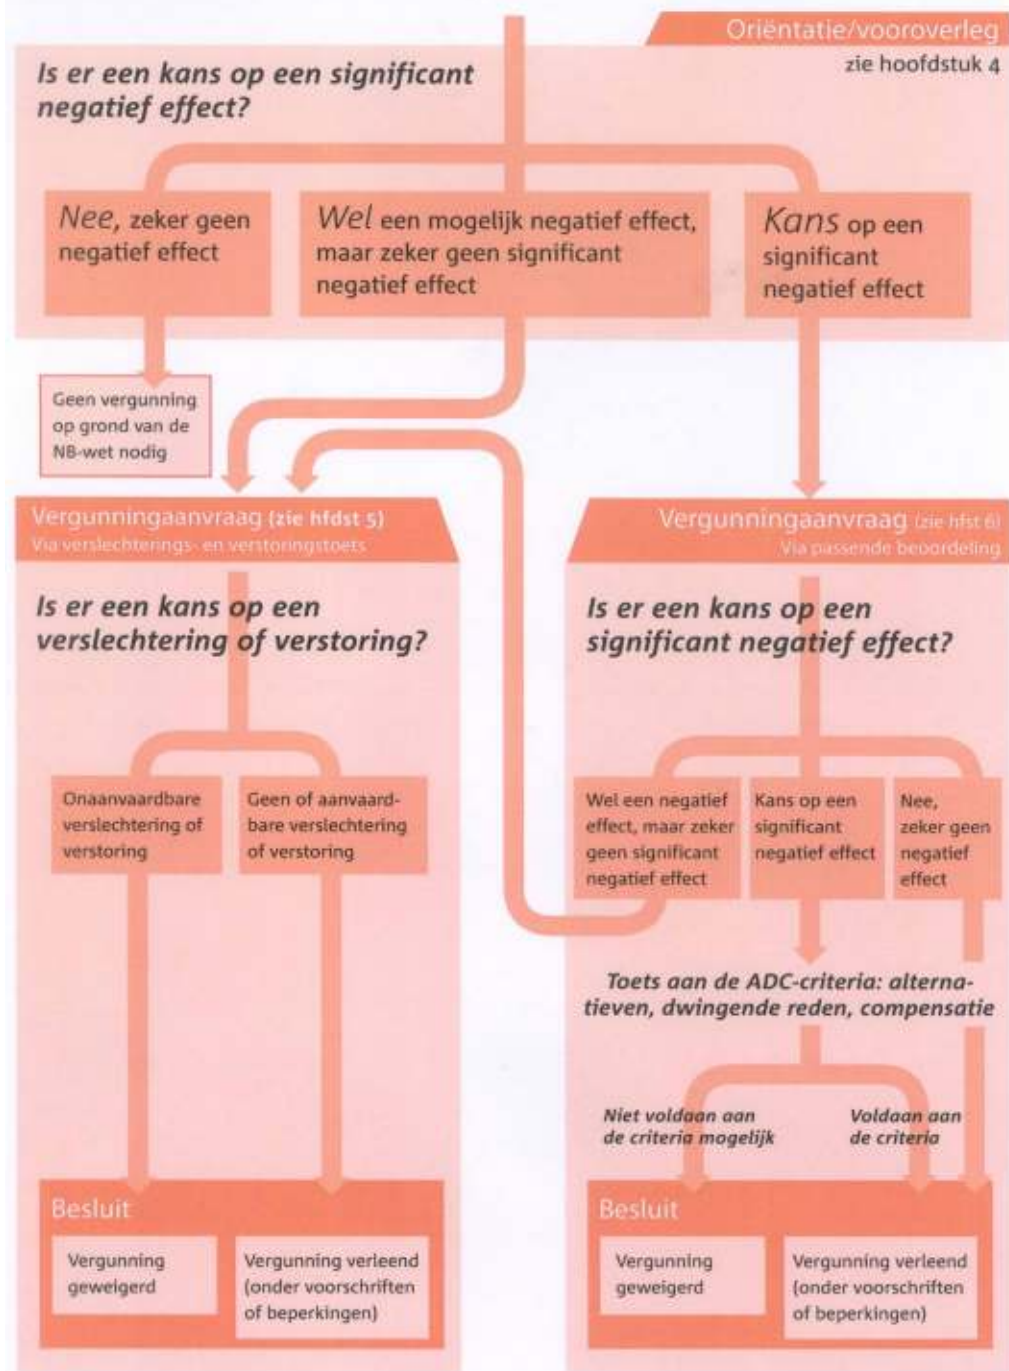 Oriëntatie/vooroverleg
zie hoofdstuk 4
Is er een kans op een significant
negatief effect?
Nee, zeker geen
negatief effect
Wel een mogelijk negatief effect,
maar zeker geen significant
negatief effect
Kans op een
significant
negatief effect
Geen vergunning
op grond van de
NB-wet nodig
Vergunningaanvraag (zie hfdst 5)
Via verslechterings- en verstoringstoets
Is er een kans op een
verslechtering of verstoring?
Onaanvaardbare
verslechtering of
verstoring
Geen of aanvaard-
bare verslechtering
of verstoring
Besluit
Vergunning
geweigerd
Vergunning verleend
(onder voorschriften
of beperkingen)
Vergunningaanvraag (zie hfst 6)
Via passende beoordeling
Is er een kans op een
significant negatief effect?
Wel een negatief
effect, maar zeker
geen significant
negatief effect
Kans op een
significant
negatief effect
Nee,
zeker geen
negatief
effect
Toets aan de ADC-criteria: alterna-
tieven, dwingende reden, compensatie
Niet voldaan aan
de criteria mogelijk
Voldaan aan
de criteria
Besluit
Vergunning
geweigerd
Vergunning verleend
(onder voorschriften
of beperkingen)